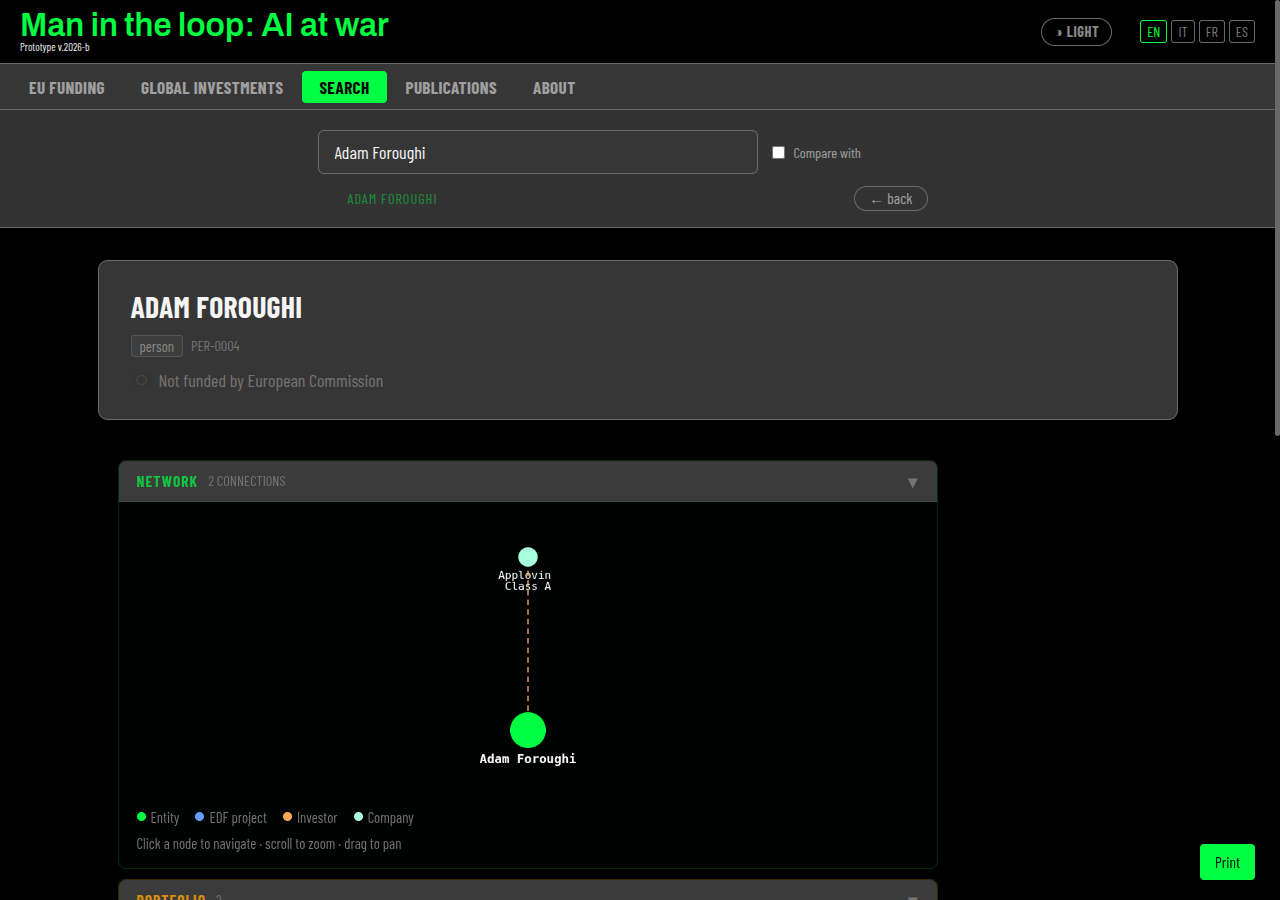 Man in the loop: AI at war
Prototype v.2026-b
LIGHT
EN IT FR ES
EU FUNDING GLOBAL INVESTMENTS SEARCH PUBLICATIONS ABOUT
Adam Foroughi
Compare with
ADAM FOROUGHI
← back
ADAM FOROUGHI
person PER-0004
Not funded by European Commission
NETWORK 2 CONNECTIONS ▼
Applovin
Class A
Adam Foroughi
Entity EDF project Investor Company
Click a node to navigate · scroll to zoom · drag to pan
Print
PORTFOLIO 2 ▼